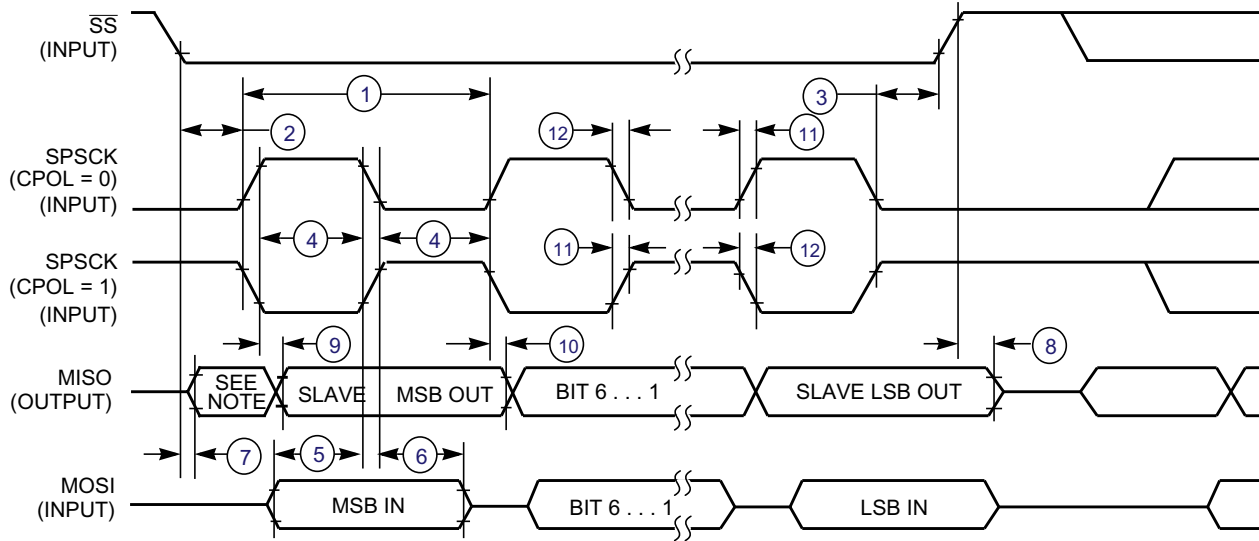 SS
(INPUT)
1
3
2
12
11
SPSCK
(CPOL = 0)
(INPUT)
4
4
11
12
SPSCK
(CPOL = 1)
(INPUT)
9
10
8
MISO
(OUTPUT)
SEE
NOTE
SLAVE
MSB OUT
BIT 6 . . . 1
SLAVE LSB OUT
7
5
6
MOSI
(INPUT)
MSB IN
BIT 6 . . . 1
LSB IN